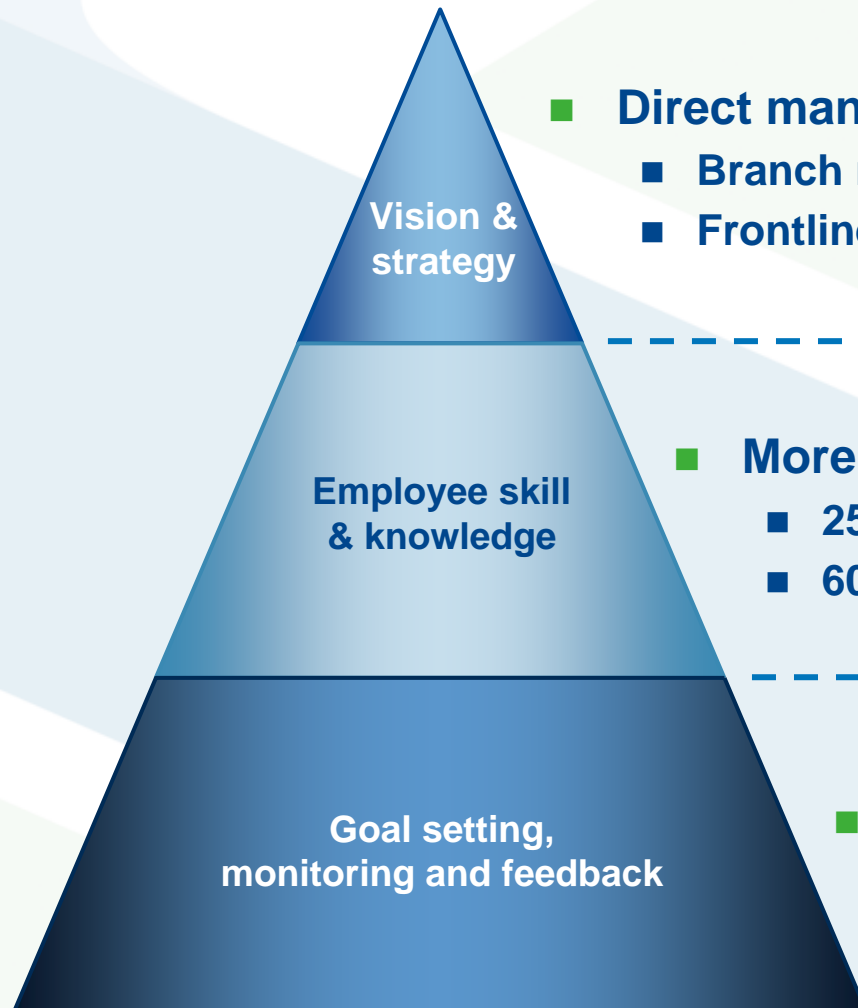 Direct man
Branch
Frontlin
Vision &
strategy
More
25
60
Employee skill
& knowledge
Goal setting,
monitoring and feedback